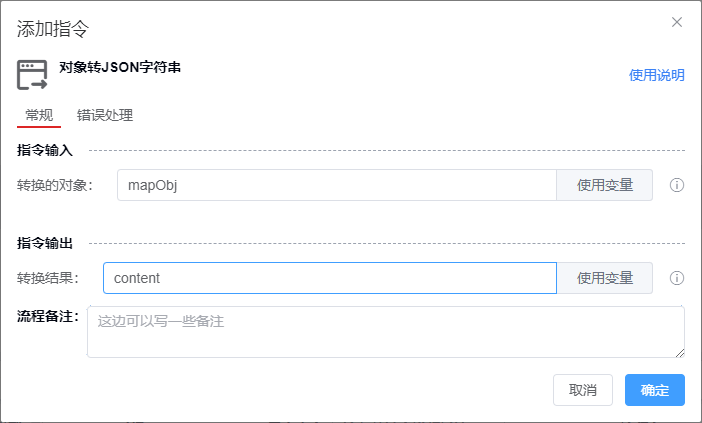 添加指令
对象转JSON字符串
使用说明
常规 错误处理
指令输入
转换的对象： mapObj 使用变量
指令输出
转换结果： content 使用变量
流程备注： 这边可以写一些备注
取消 确定